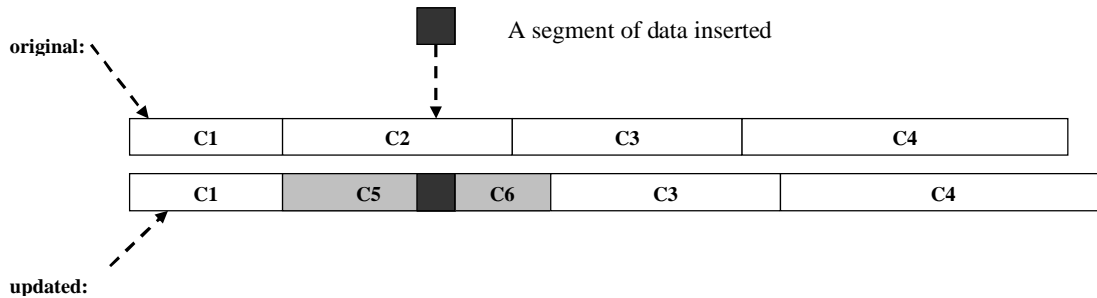 A segment of data inserted
original:
C1 C2 C3 C4
C1 C5 C6 C3 C4
updated: